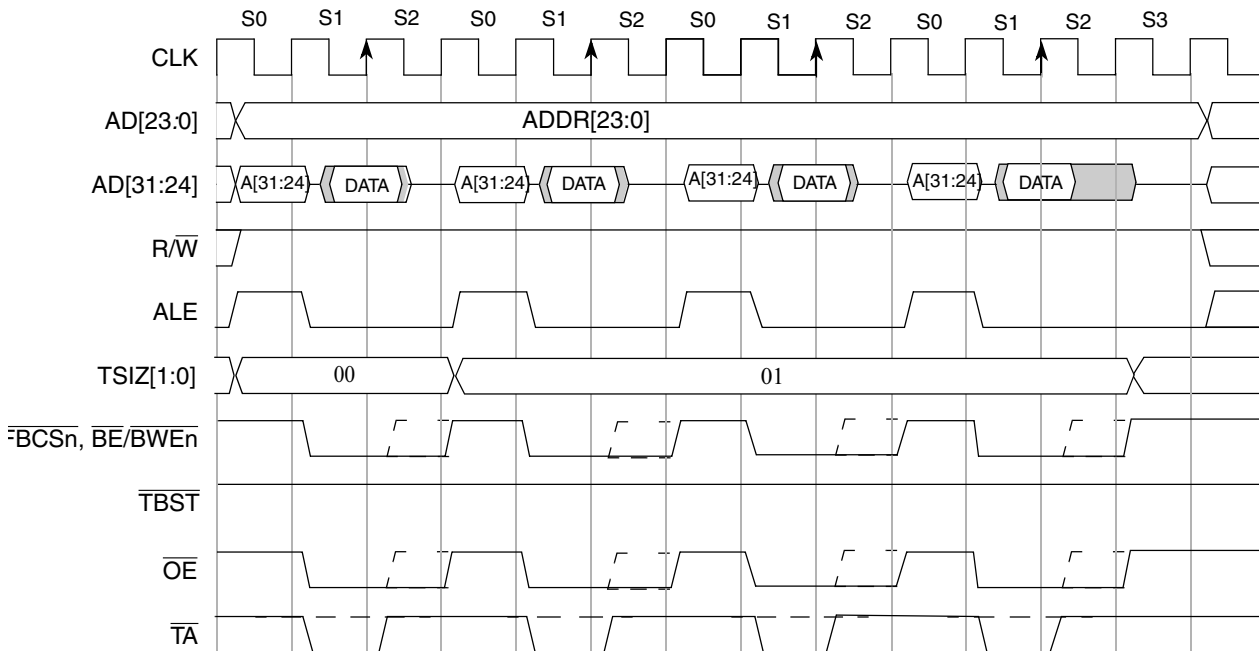 S0 S1 S2 S0 S1 S2 S0 S1 S2 S0 S1 S2 S3
CLK
AD[23:0] ADDR[23:0]
AD[31:24] A[31:24] DATA A[31:24] DATA A[31:24] DATA A[31:24] DATA
R/W
ALE
TSIZ[1:0] 00 01
FBCSn, BE/BWEn
TBST
OE
TA